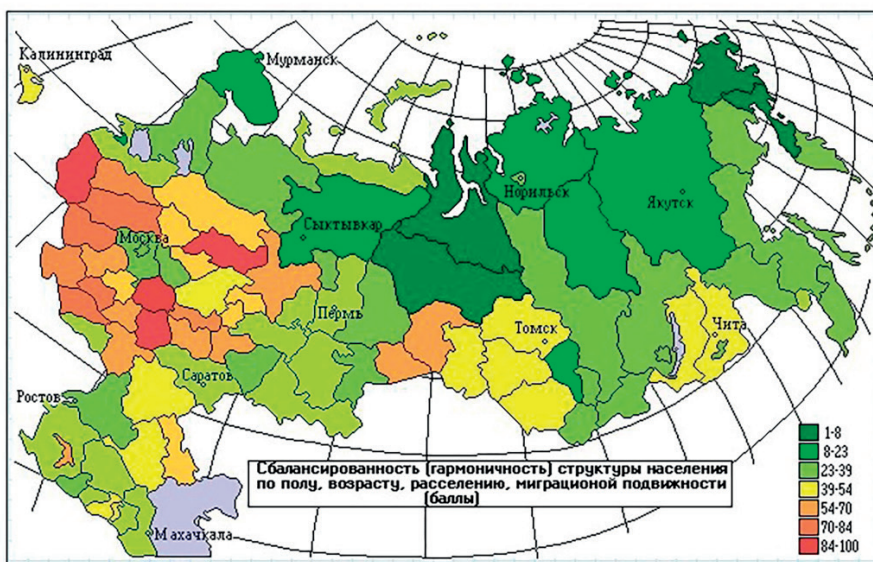 Калининград
Мурманск
Норильск
Якутск
Сыктывкар
Москва
Пермь
Томск
Чита
Саратов
Ростов
Махачкала
Сбалансированность (гармоничность) структуры населения
по полу, возрасту, расселению, миграционой подвижности
(баллы)
1-8
8-23
23-39
39-54
54-70
70-84
84-100